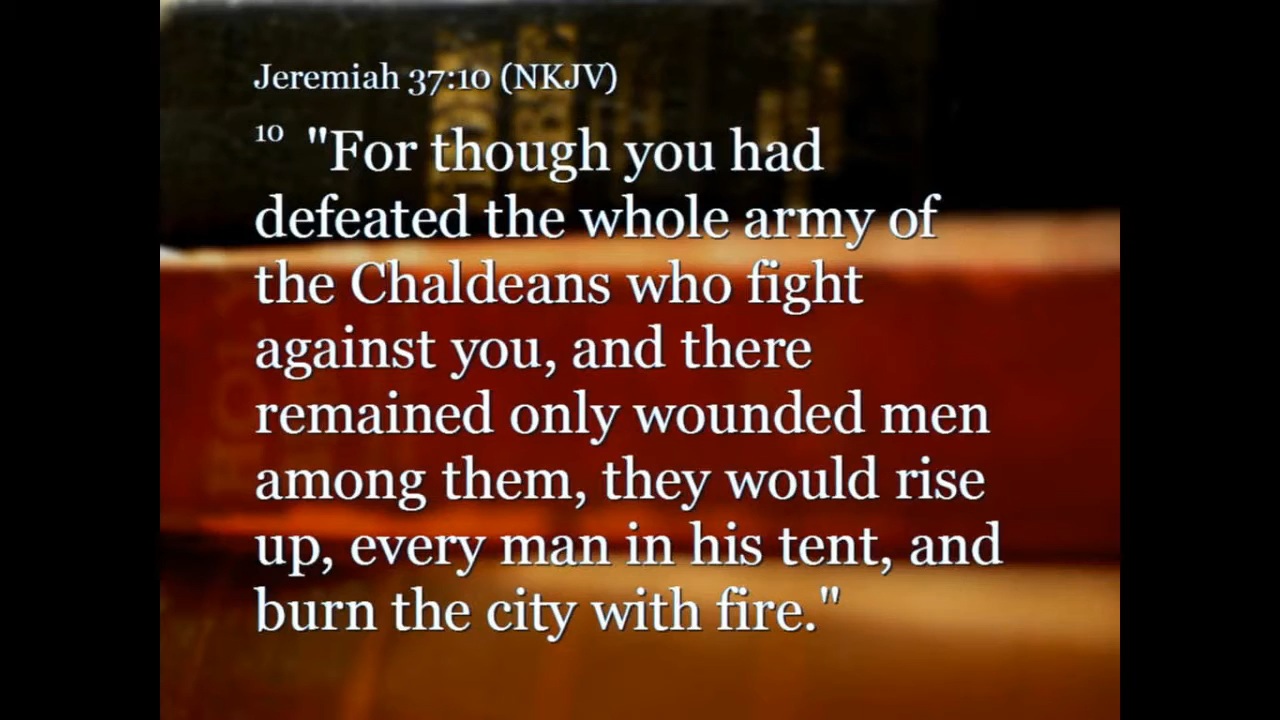 Jeremiah 37:10 (NKJV)
10 "For though you had
defeated the whole army of
the Chaldeans who fight
against you, and there
remained only wounded men
among them, they would rise
up, every man in his tent, and
burn the city with fire."